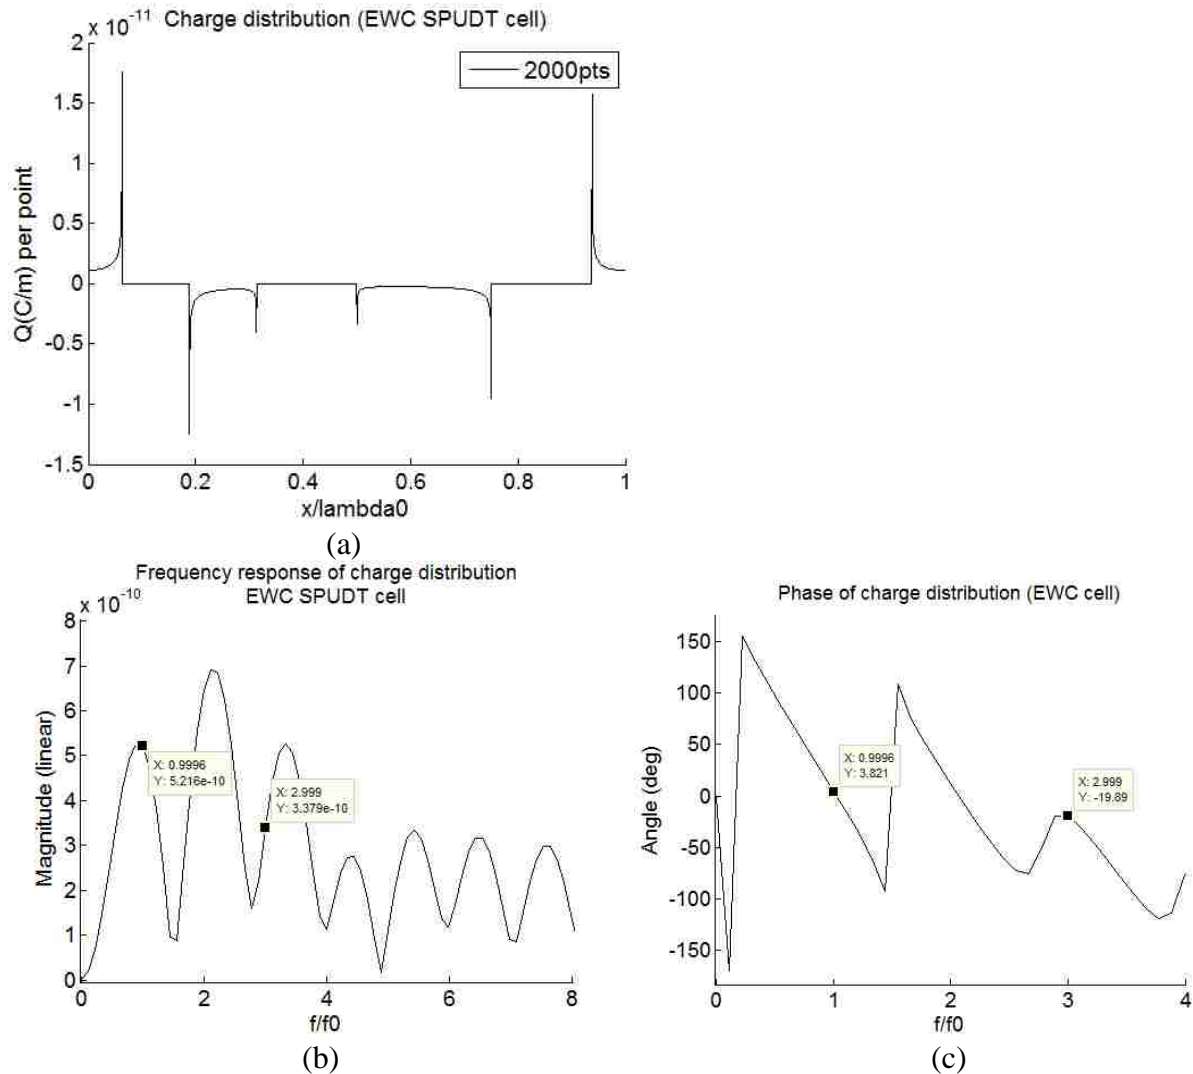 x 10-11
Charge distribution (EWC SPUDT cell)
2
1.5
1
0.5
0
-0.5
-1
-1.5
Q(C/m) per point
2000pts
0 0.2 0.4 0.6 0.8 1
x/lambda0
(a)
Frequency response of charge distribution
EWC SPUDT cell
x 10-10
8
7
6
5
4
3
2
1
0
Magnitude (linear)
X: 0.9996
Y: 5.216e-10
X: 2.999
Y: 3.379e-10
0 2 4 6 8
f/f0
(b)
Phase of charge distribution (EWC cell)
150
100
50
0
-50
-100
-150
Angle (deg)
X: 0.9996
Y: 3.821
X: 2.999
Y: -19.89
0 1 2 3 4
f/f0
(c)